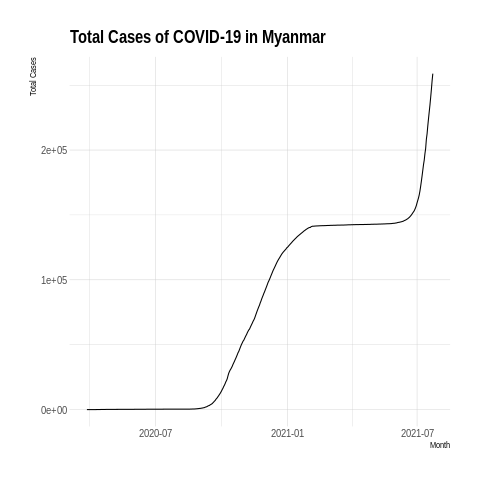 Total Cases of COVID-19 in Myanmar
Total Cases
2e+05
1e+05
0e+00
2020-07 2021-01 2021-07
Month